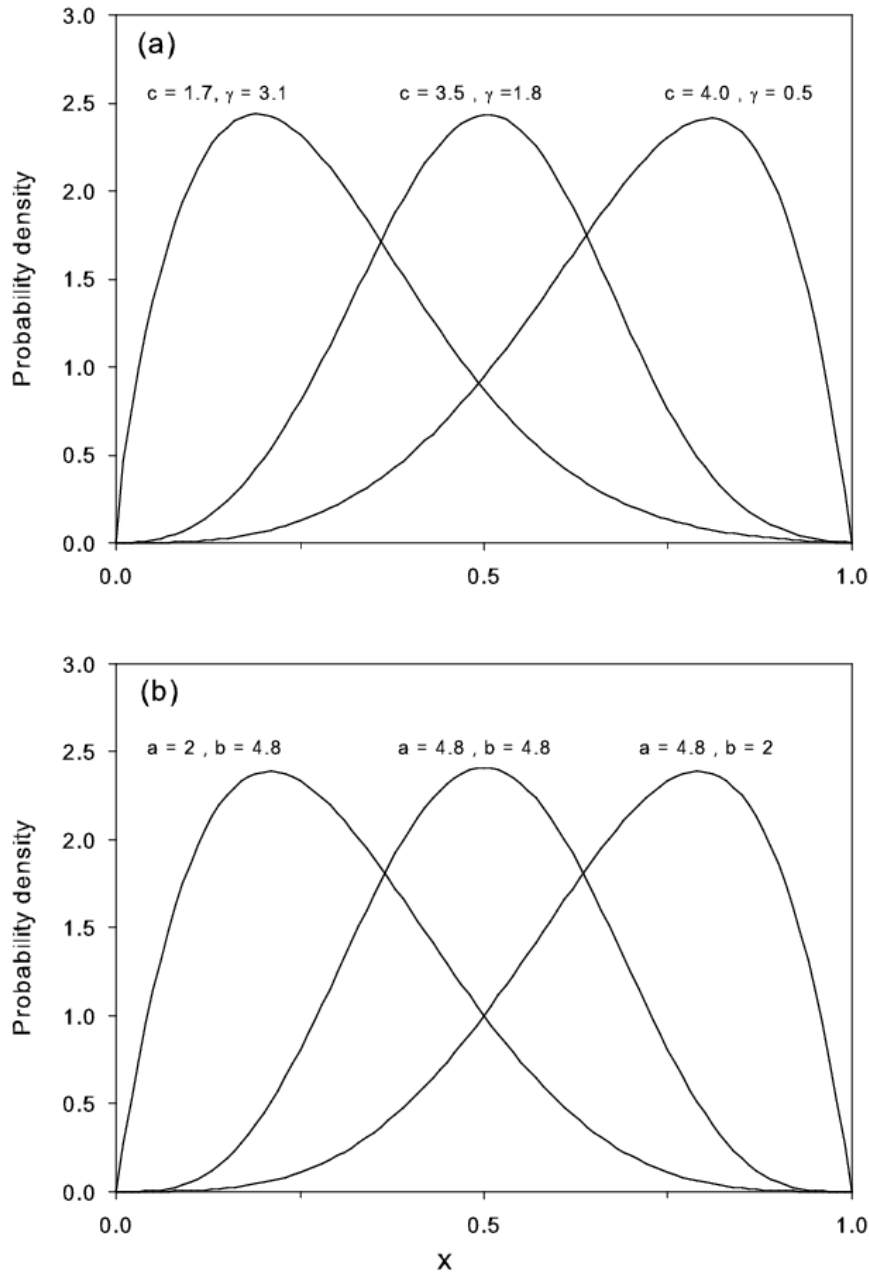 3.0
(a)
c = 1.7, γ = 3.1 c = 3.5 , γ =1.8 c = 4.0 , γ = 0.5
2.5
2.0
Probability density
1.5
1.0
0.5
0.0
0.0 0.5 1.0
3.0
(b)
a = 2 , b = 4.8 a = 4.8 , b = 4.8 a = 4.8 , b = 2
2.5
2.0
Probability density
1.5
1.0
0.5
0.0
0.0 0.5 1.0
x